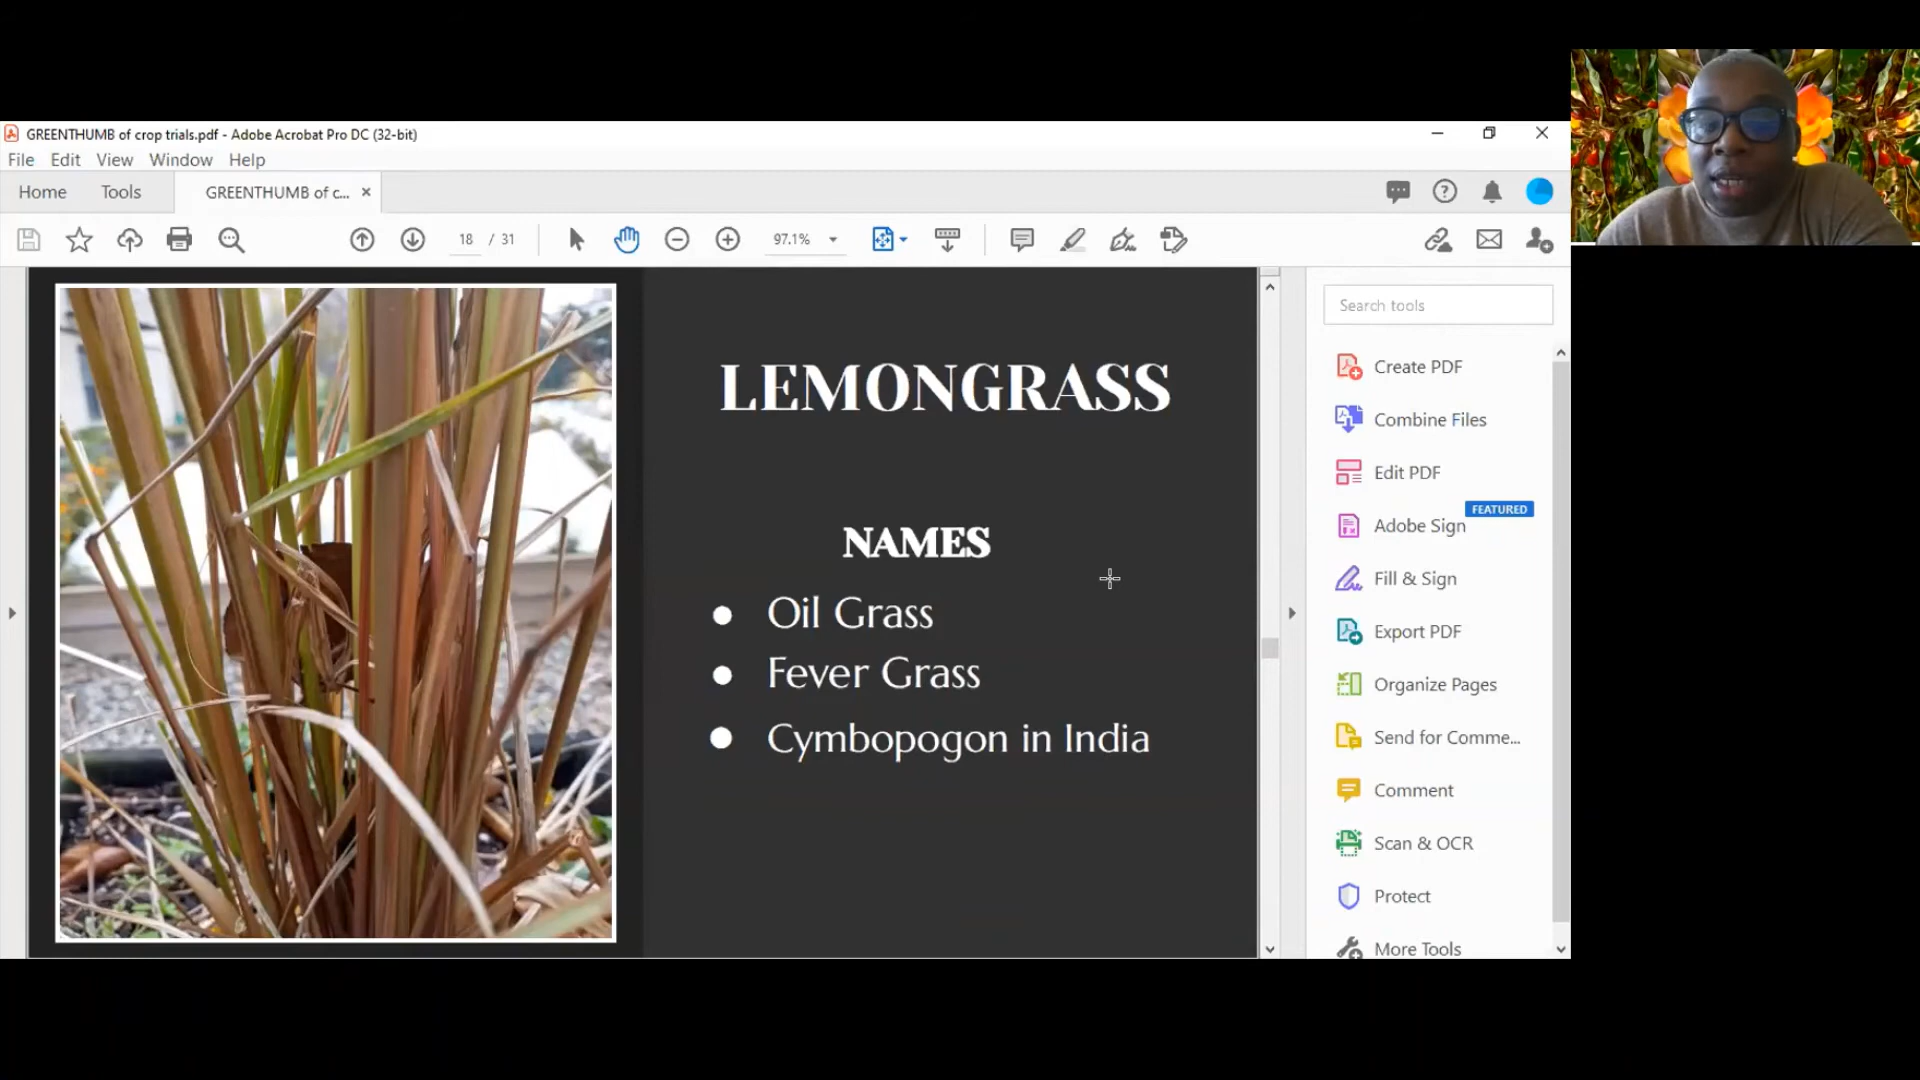 GREENTHUMB of crop trials.pdf - Adobe Acrobat Pro DC (32-bit)
File Edit View Window Help
Home Tools GREENTHUMB of c... ×
18 / 31 97.1%
LEMONGRASS
NAMES
● Oil Grass
● Fever Grass
● Cymbopogon in India
Search tools
Create PDF
Combine Files
Edit PDF
FEATURED
Adobe Sign
Fill & Sign
Export PDF
Organize Pages
Send for Comme...
Comment
Scan & OCR
Protect
More Tools